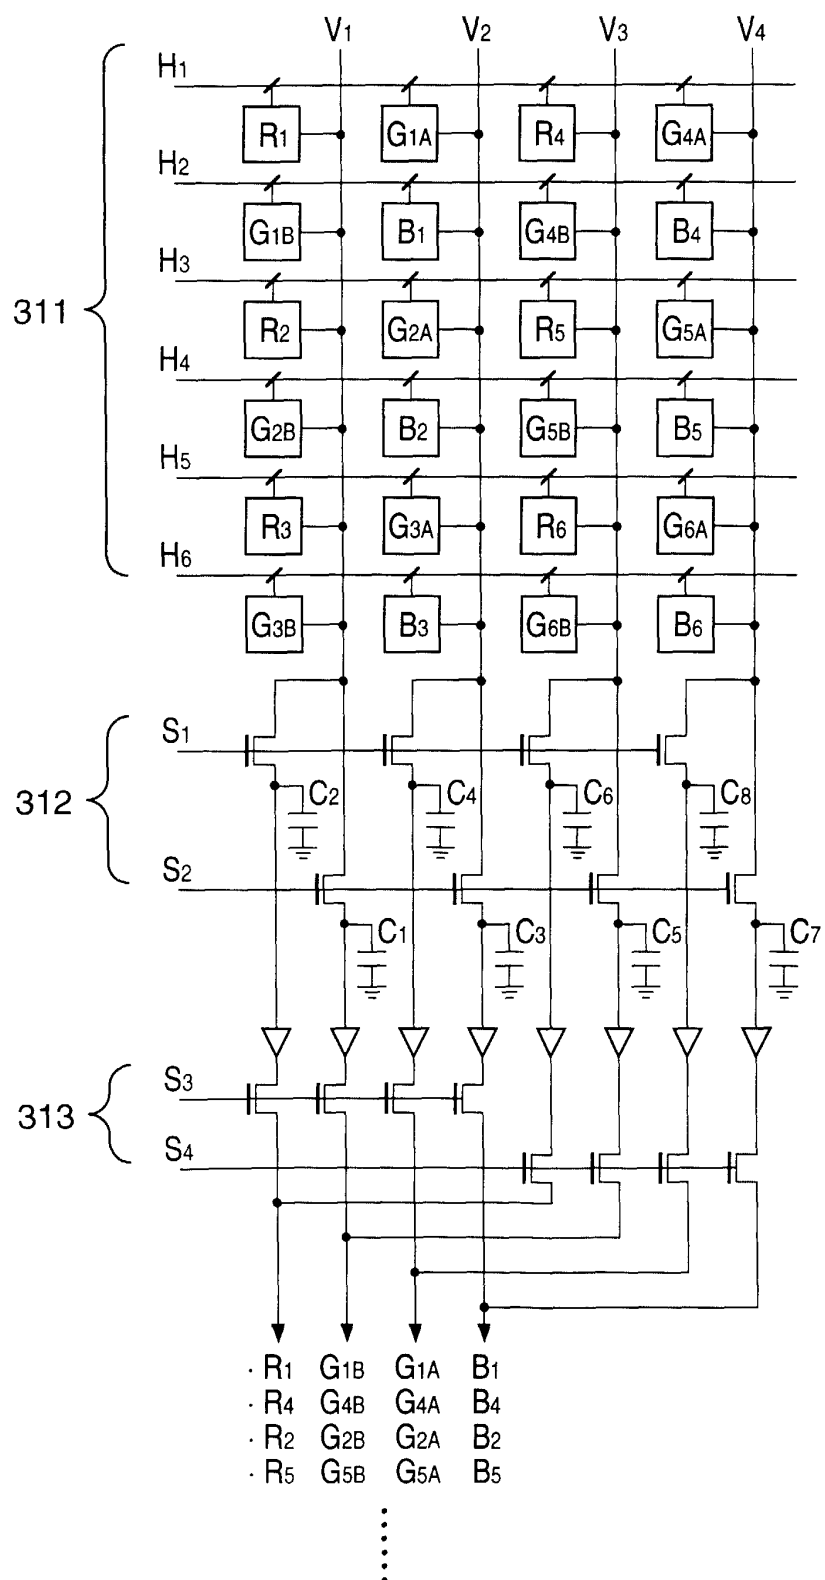 V1 V2 V3 V4
H1
R1 G1A R4 G4A
H2
G1B B1 G4B B4
H3
311 R2 G2A R5 G5A
H4
G2B B2 G5B B5
H5
R3 G3A R6 G6A
H6
G3B B3 G6B B6
S1
312 C2 C4 C6 C8
S2
C1 C3 C5 C7
S3
313
S4
· R1 G1B G1A B1
· R4 G4B G4A B4
· R2 G2B G2A B2
· R5 G5B G5A B5